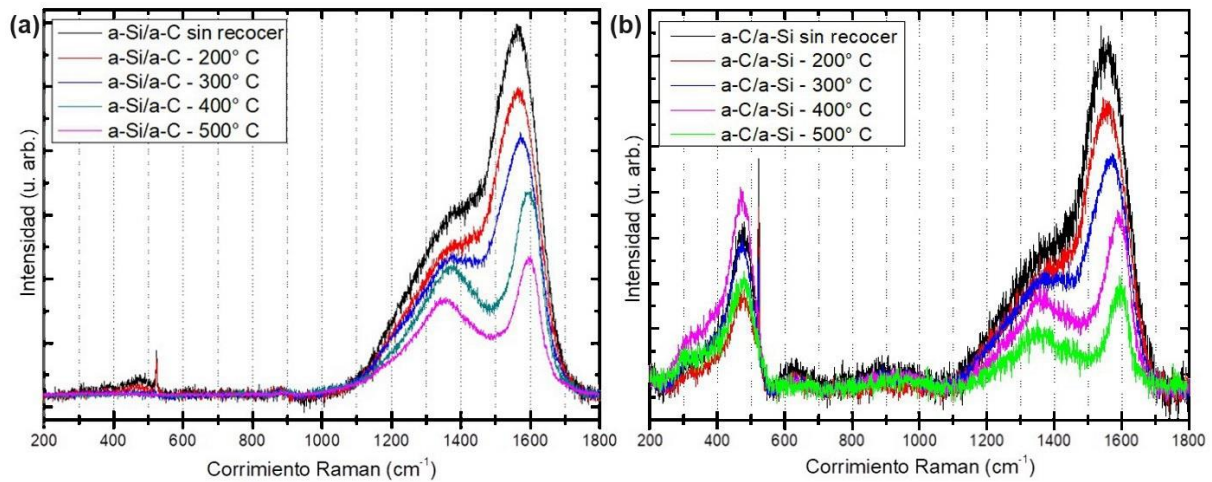 (a)
a-Si/a-C sin recocer
a-Si/a-C - 200° C
a-Si/a-C - 300° C
a-Si/a-C - 400° C
a-Si/a-C - 500° C
Intensidad (u. arb.)
200 400 600 800 1000 1200 1400 1600 1800
Corrimiento Raman (cm-1)
(b)
a-C/a-Si sin recocer
a-C/a-Si - 200° C
a-C/a-Si - 300° C
a-C/a-Si - 400° C
a-C/a-Si - 500° C
Intensidad (u. arb.)
200 400 600 800 1000 1200 1400 1600 1800
Corrimiento Raman (cm-1)